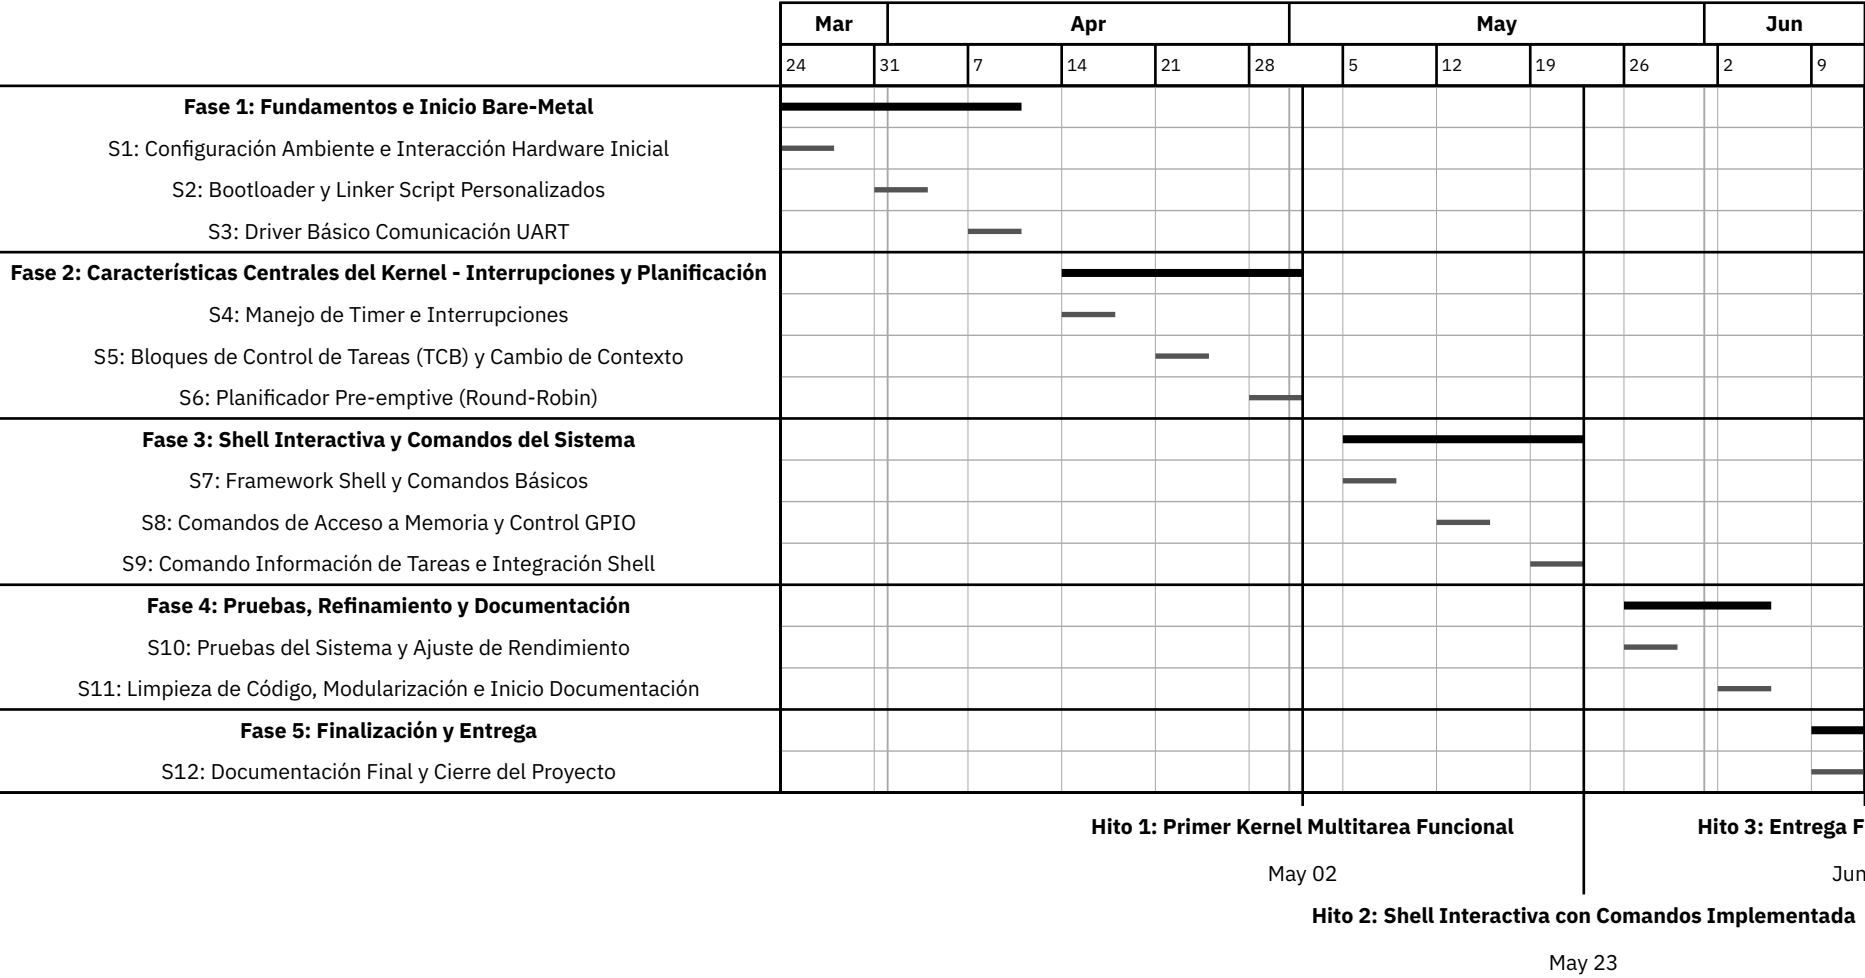 Mar Apr May Jun
24 31 7 14 21 28 5 12 19 26 2 9
Fase 1: Fundamentos e Inicio Bare-Metal
S1: Configuración Ambiente e Interacción Hardware Inicial
S2: Bootloader y Linker Script Personalizados
S3: Driver Básico Comunicación UART
Fase 2: Características Centrales del Kernel - Interrupciones y Planificación
S4: Manejo de Timer e Interrupciones
S5: Bloques de Control de Tareas (TCB) y Cambio de Contexto
S6: Planificador Pre-emptive (Round-Robin)
Fase 3: Shell Interactiva y Comandos del Sistema
S7: Framework Shell y Comandos Básicos
S8: Comandos de Acceso a Memoria y Control GPIO
S9: Comando Información de Tareas e Integración Shell
Fase 4: Pruebas, Refinamiento y Documentación
S10: Pruebas del Sistema y Ajuste de Rendimiento
S11: Limpieza de Código, Modularización e Inicio Documentación
Fase 5: Finalización y Entrega
S12: Documentación Final y Cierre del Proyecto
Hito 1: Primer Kernel Multitarea Funcional
Hito 3: Entrega F
May 02
Jun
Hito 2: Shell Interactiva con Comandos Implementada
May 23